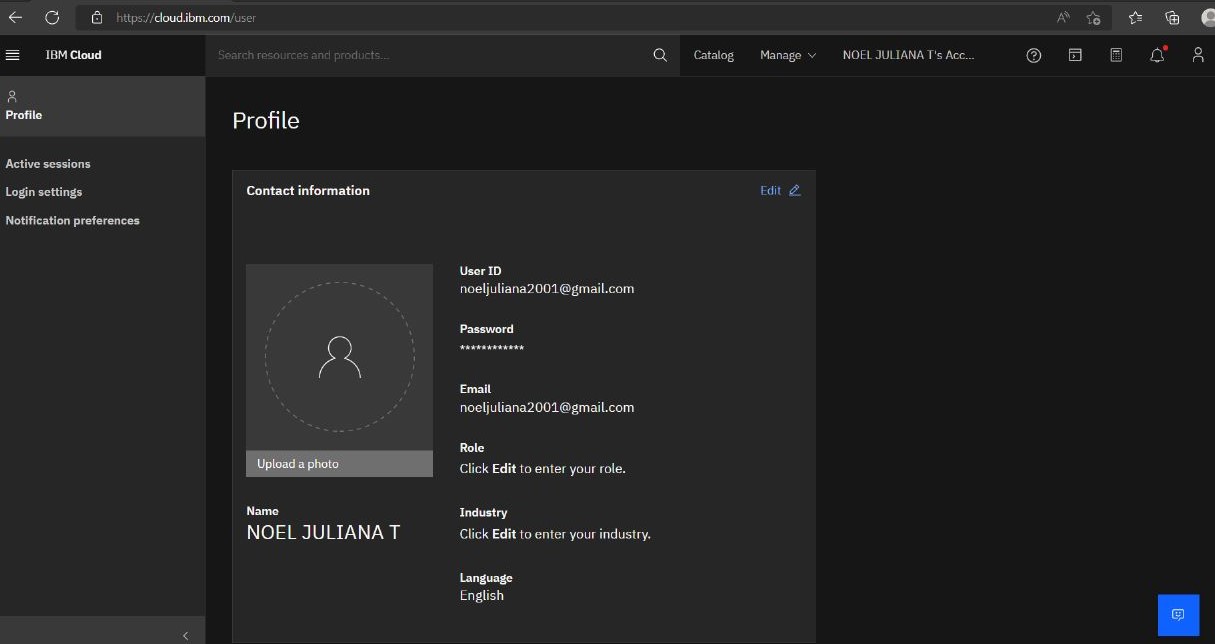 https://cloud.ibm.com/user
IBM Cloud
Search resources and products...
Catalog
Manage
NOEL JULIANA T's Acc...
Profile
Active sessions
Login settings
Notification preferences
Profile
Contact information
Edit
User ID
noeljuliana2001@gmail.com
Password
************
Email
noeljuliana2001@gmail.com
Role
Click Edit to enter your role.
Upload a photo
Name
NOEL JULIANA T
Industry
Click Edit to enter your industry.
Language
English